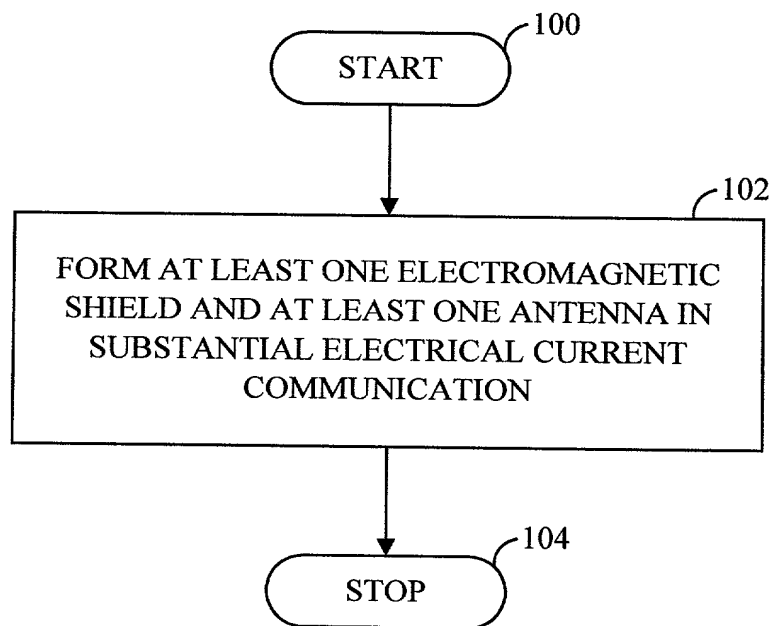 100
START
102
FORM AT LEAST ONE ELECTROMAGNETIC
SHIELD AND AT LEAST ONE ANTENNA IN
SUBSTANTIAL ELECTRICAL CURRENT
COMMUNICATION
104
STOP